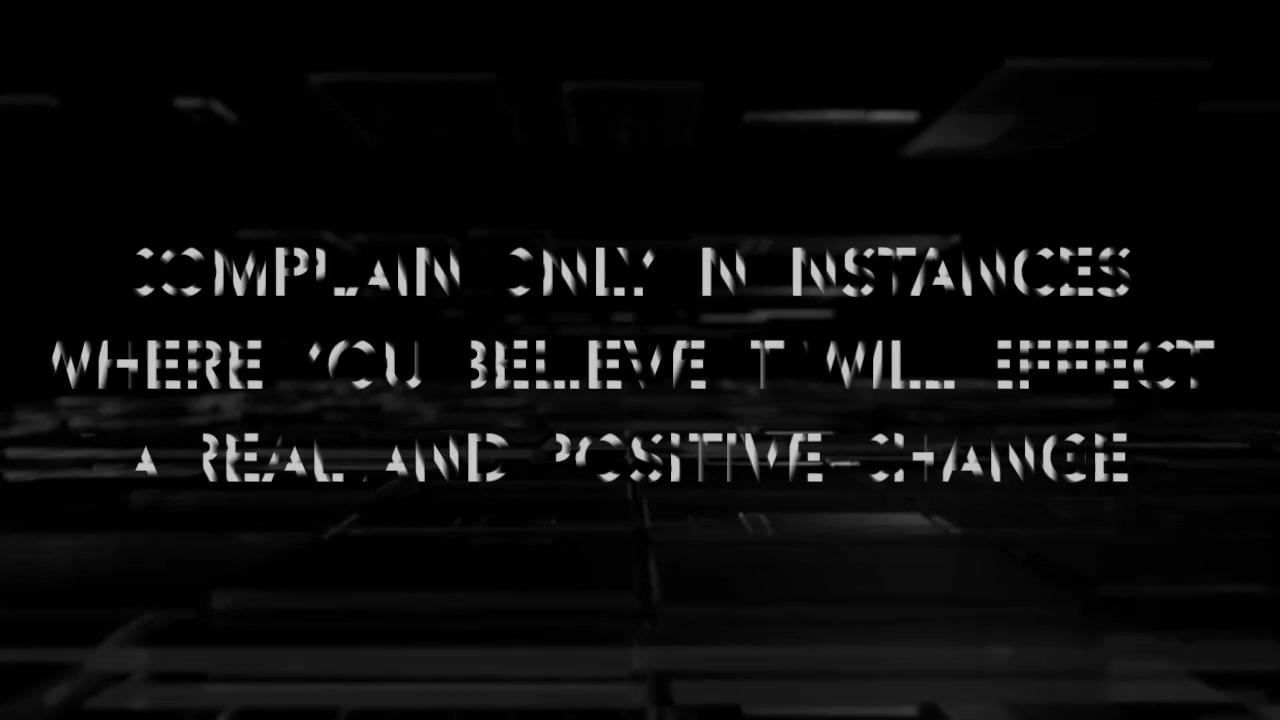 COMPLAIN ONLY IN INSTANCES
WHERE YOU BELIEVE IT WILL EFFECT
A REAL AND POSITIVE CHANGE